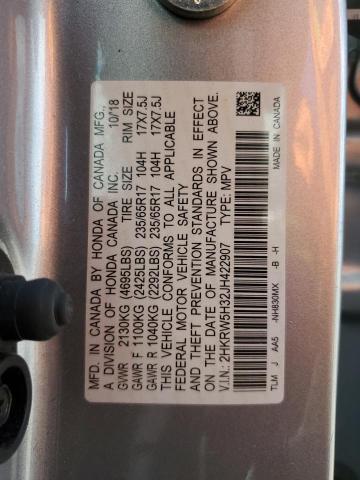 MFD. BY HONDA OF CANADA MFG.,
A DIVISION OF HONDA CANADA INC. 10/18
GVWR 2130KG (4695LBS) TIRE SIZE RIM SIZE
GAWR F 1100KG (2425LBS) 235/65R17 104H 17X7.5J
GAWR R 1040KG (2292LBS) 235/65R17 104H 17X7.5J
THIS VEHICLE CONFORMS TO ALL APPLICABLE
FEDERAL MOTOR VEHICLE SAFETY
AND THEFT PREVENTION STANDARDS IN EFFECT
ON THE DATE OF MANUFACTURE SHOWN ABOVE.
V.I.N.: 2HKRW5H32JH422907 TYPE: MPV
TLM J AA5 -NH830MX -B -H MADE IN CANADA